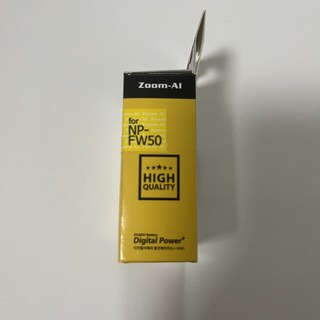 Zoom-AI
for
NP-
FW50
HIGH
QUALITY
Digital Power+